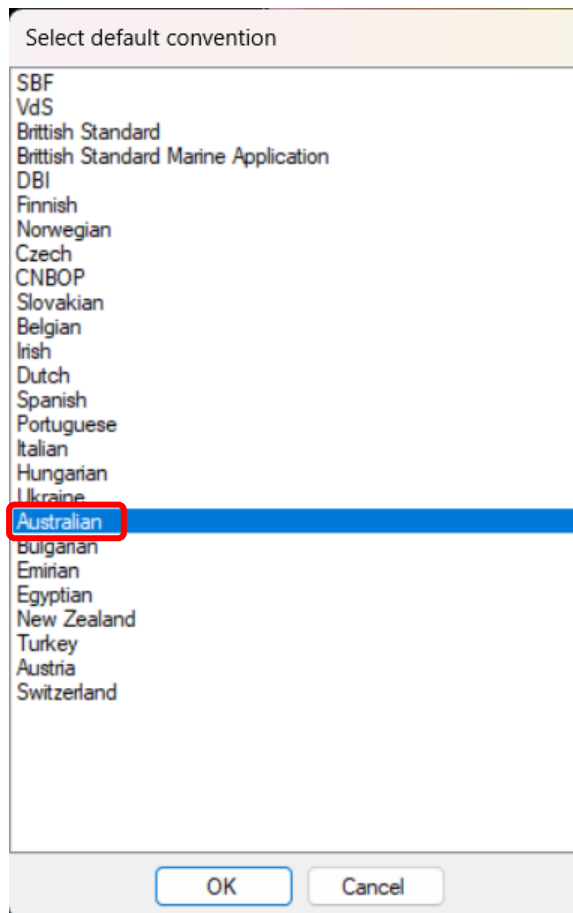 Select default convention
SBF
VdS
Brittish Standard
Brittish Standard Marine Application
DBI
Finnish
Norwegian
Czech
CNBOP
Slovakian
Belgian
Irish
Dutch
Spanish
Portuguese
Italian
Hungarian
Ukraine
Australian
Bulgarian
Emirian
Egyptian
New Zealand
Turkey
Austria
Switzerland
OK
Cancel